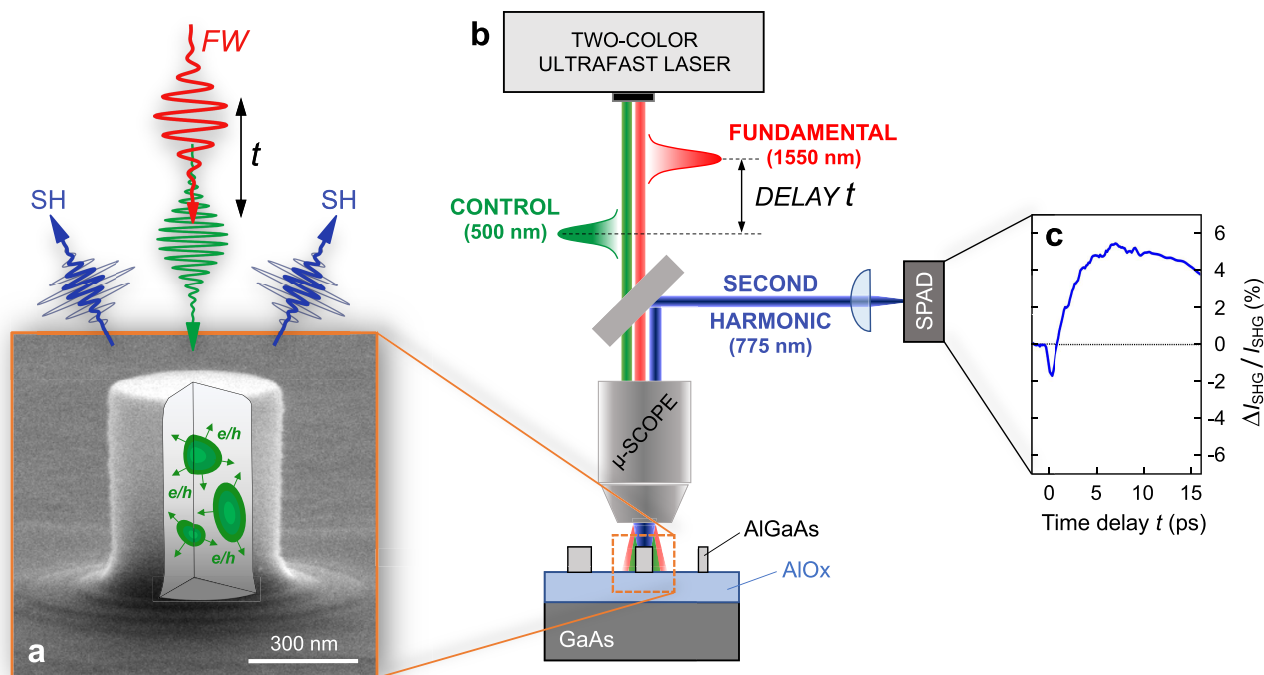 FW
t
SH
SH
e/h
e/h
e/h
a
300 nm
b
TWO-COLOR
ULTRAFAST LASER
FUNDAMENTAL
(1550 nm)
DELAY t
CONTROL
(500 nm)
SECOND
HARMONIC
(775 nm)
SPAD
μ-SCOPE
AlGaAs
AlOx
GaAs
c
6
4
2
0
-2
-4
-6
ΔI_SHG / I_SHG (%)
0 5 10 15
Time delay t (ps)